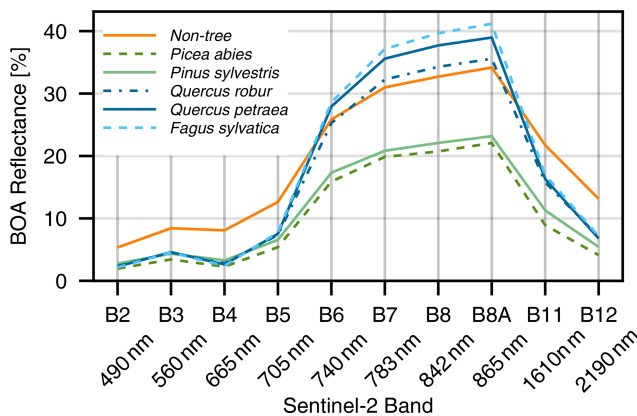 40
30
20
10
0
BOA Reflectance [%]
Non-tree
Picea abies
Pinus sylvestris
Quercus robur
Quercus petraea
Fagus sylvatica
B2 B3 B4 B5 B6 B7 B8 B8A B11 B12
490 nm 560 nm 665 nm 705 nm 740 nm 783 nm 842 nm 865 nm 1610n m 2190 nm
Sentinel-2 Band